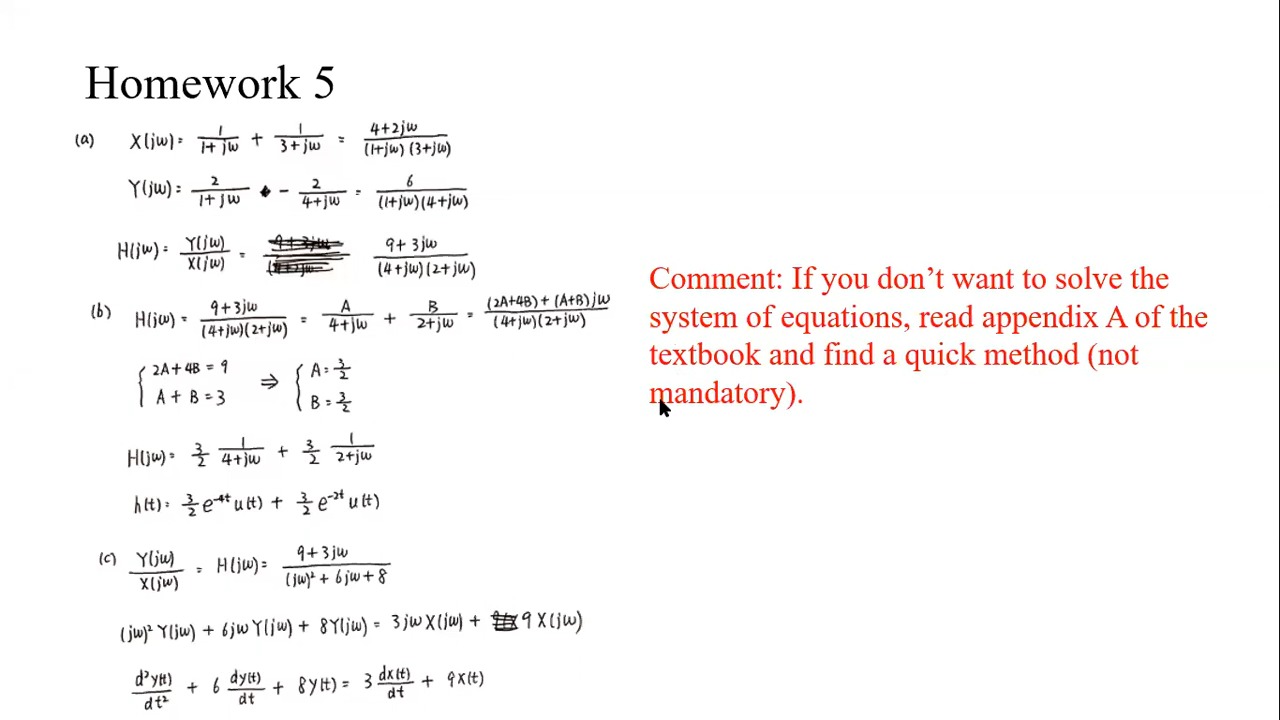 Homework 5
(a) X(jω) = 1/(1+jω) + 1/(3+jω) = (4+2jω)/((1+jω)(3+jω))
Y(jω) = 2/(1+jω) - 2/(4+jω) = 6/((1+jω)(4+jω))
H(jω) = Y(jω)/X(jω) = (9+3jω)/((4+jω)(2+jω))
(b) H(jω) = (9+3jω)/((4+jω)(2+jω)) = A/(4+jω) + B/(2+jω) = ((2A+4B)+(A+B)jω)/((4+jω)(2+jω))
{ 2A+4B = 9
A + B = 3 ⇒ { A = 3/2
B = 3/2
H(jω) = 3/2 1/(4+jω) + 3/2 1/(2+jω)
h(t) = 3/2 e^-4t u(t) + 3/2 e^-2t u(t)
(c) Y(jω)/X(jω) = H(jω) = (9+3jω)/((jω)² + 6jω + 8)
(jω)² Y(jω) + 6jω Y(jω) + 8Y(jω) = 3jω X(jω) + 9 X(jω)
d²y(t)/dt² + 6 dy(t)/dt + 8y(t) = 3 dx(t)/dt + 9x(t)
Comment: If you don’t want to solve the
system of equations, read appendix A of the
textbook and find a quick method (not
mandatory).